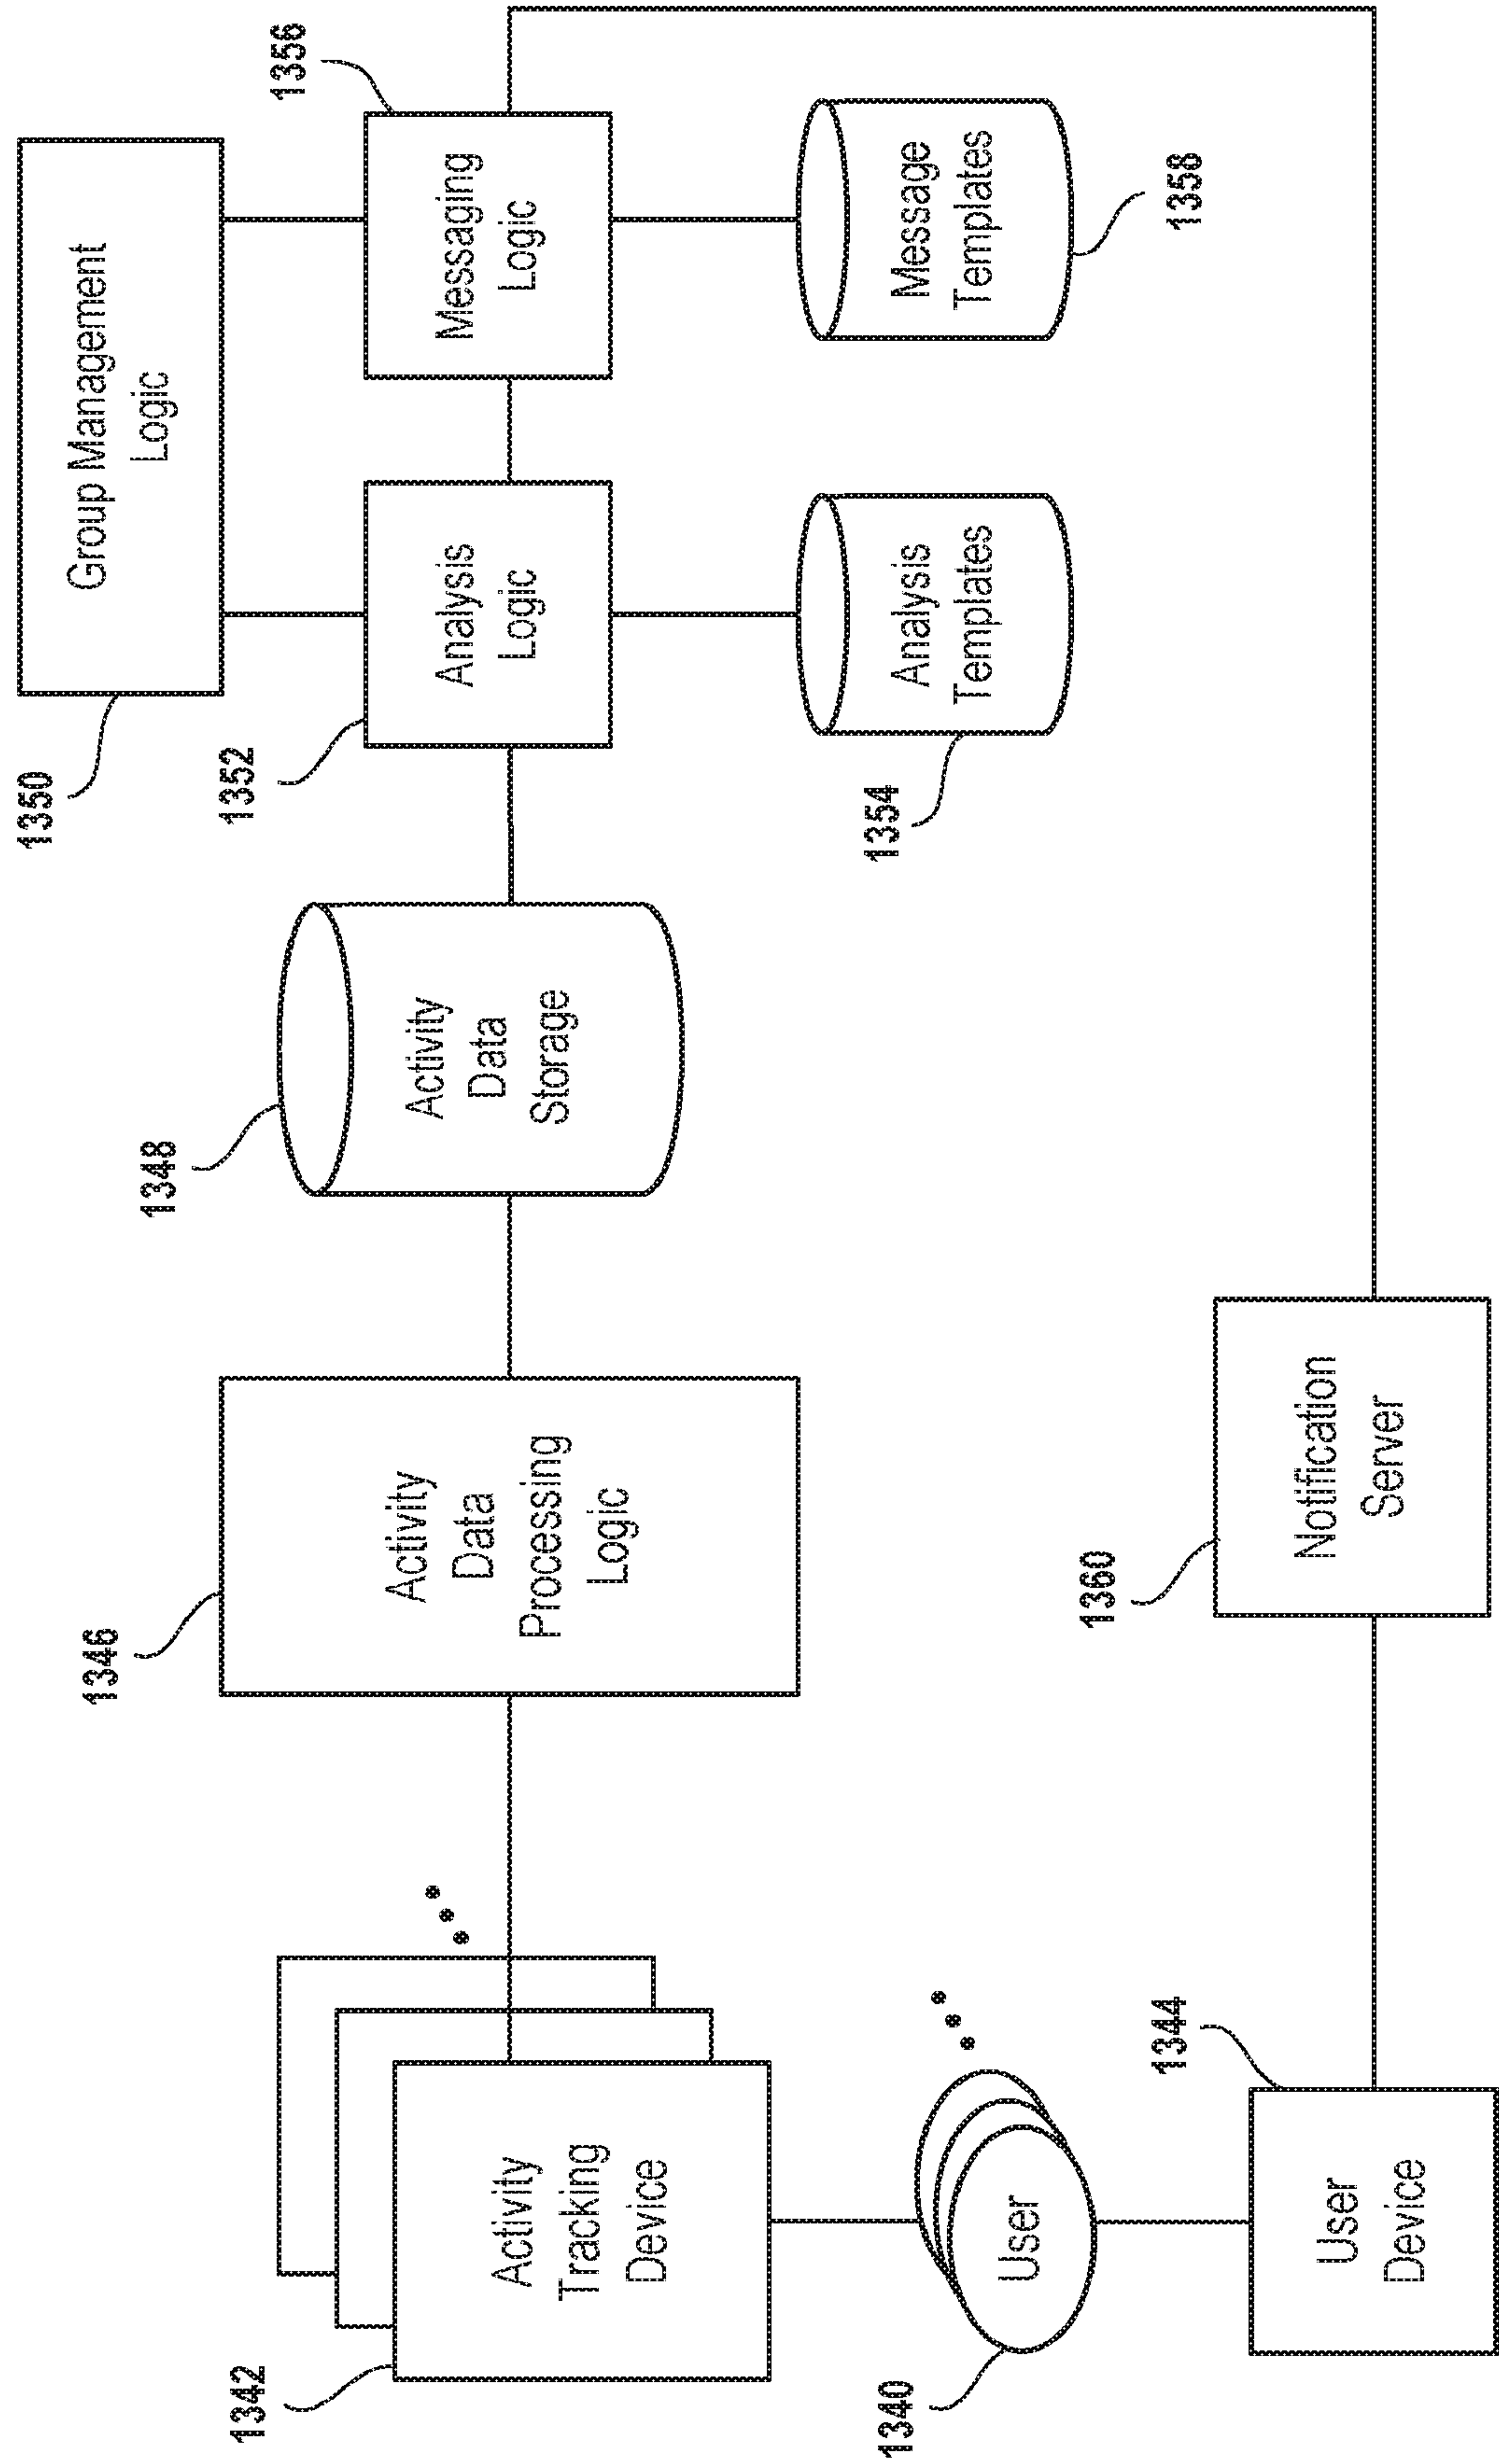 1350
Group Management
Logic
1352
Analysis
Logic
1356
Messaging
Logic
1342
Activity
Tracking
Device
1346
Activity
Data
Processing
Logic
1348
Activity
Data
Storage
1354
Analysis
Templates
Message
Templates
1358
1340
User
1344
User
Device
1360
Notification
Server